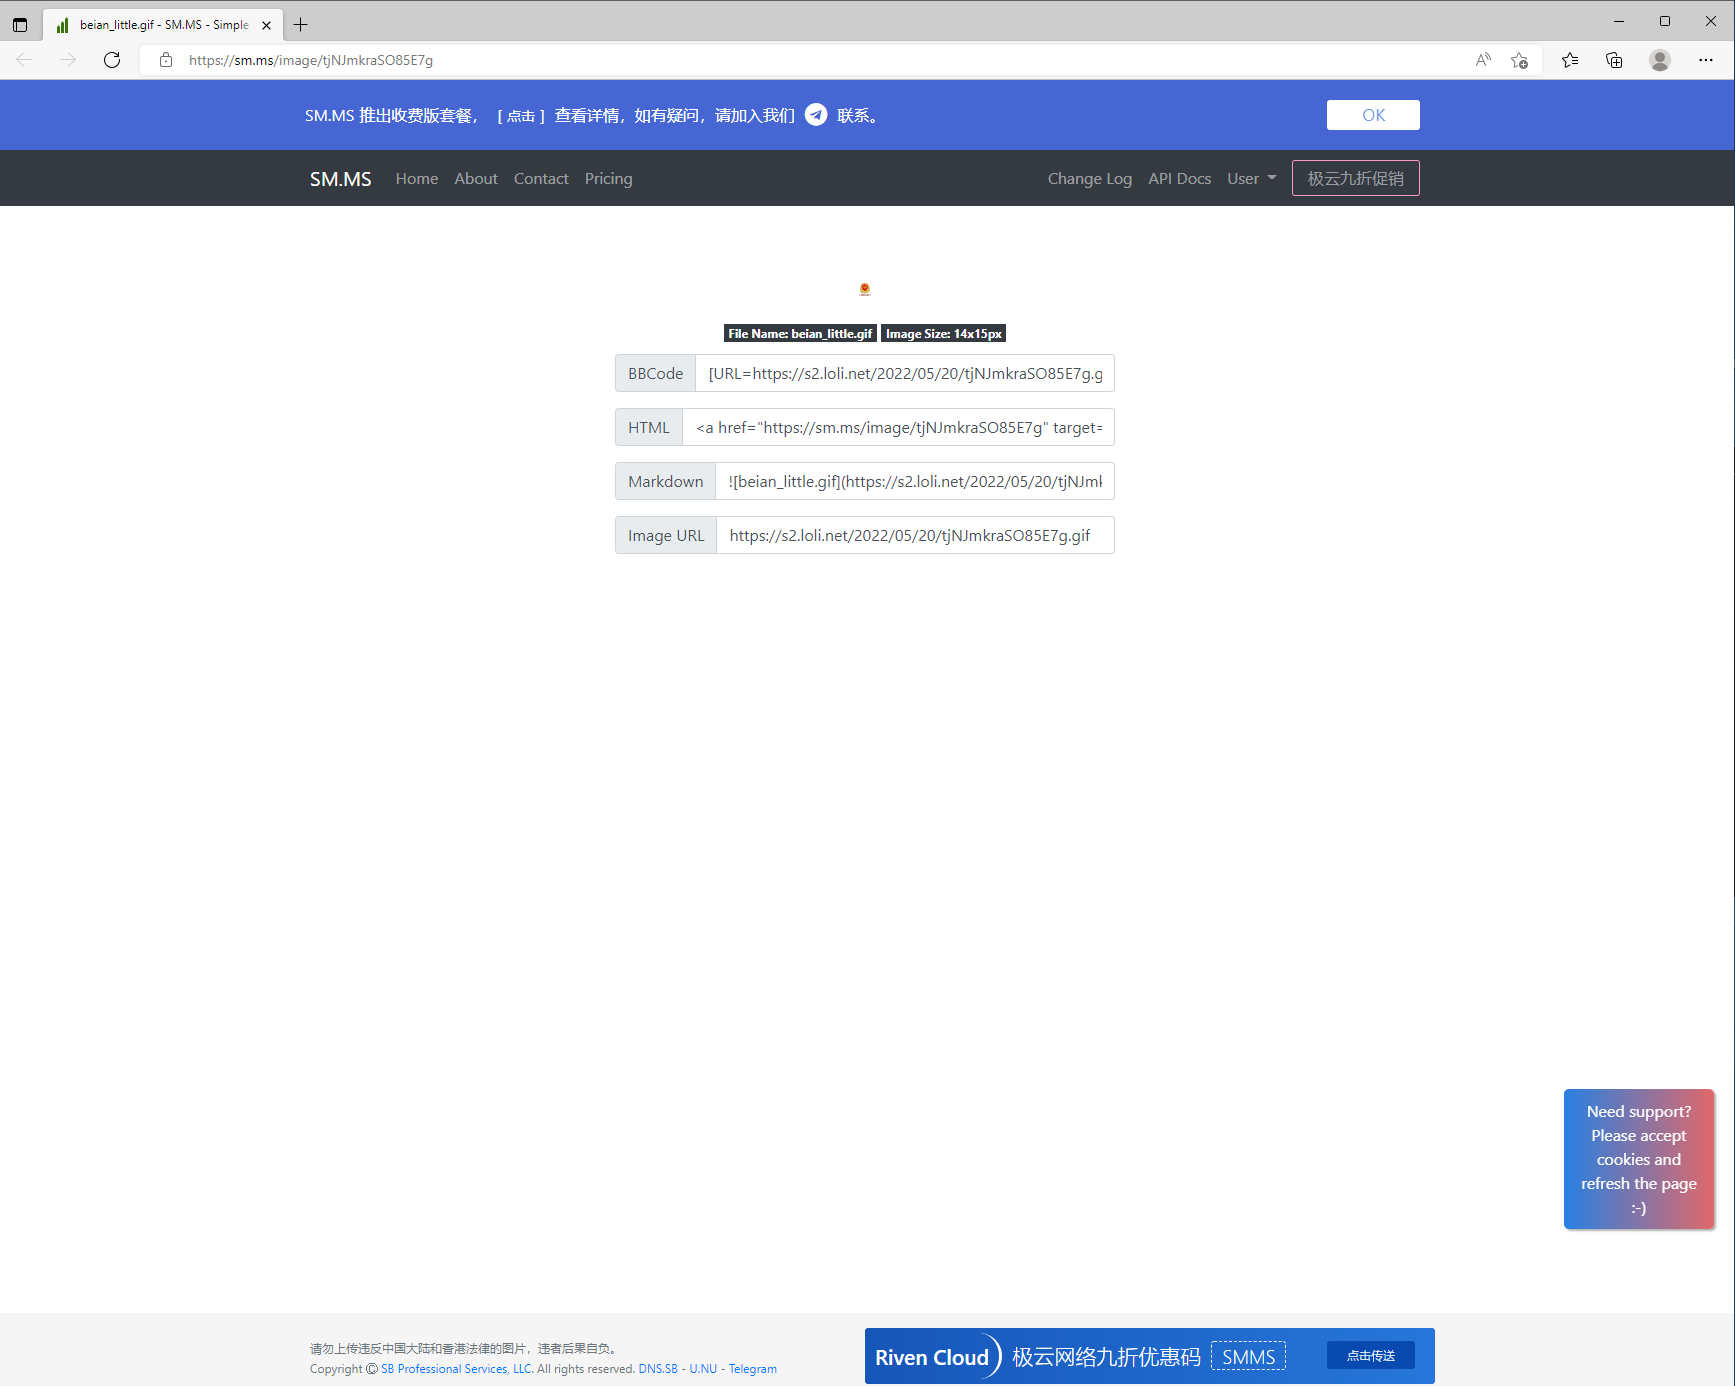 beian_little.gif - SM.MS - Simple
https://sm.ms/image/tjNJmkraSO85E7g
SM.MS 推出收费版套餐， [ 点击 ] 查看详情，如有疑问，请加入我们 联系。
OK
SM.MS Home About Contact Pricing Change Log API Docs User 极云九折促销
File Name: beian_little.gif Image Size: 14x15px
BBCode [URL=https://s2.loli.net/2022/05/20/tjNJmkraSO85E7g.g
HTML <a href="https://sm.ms/image/tjNJmkraSO85E7g" target=
Markdown ![beian_little.gif](https://s2.loli.net/2022/05/20/tjNJml
Image URL https://s2.loli.net/2022/05/20/tjNJmkraSO85E7g.gif
Need support?
Please accept
cookies and
refresh the page
:-)
请勿上传违反中国大陆和香港法律的图片，违者后果自负。
Copyright © SB Professional Services, LLC. All rights reserved. DNS.SB - U.NU - Telegram
Riven Cloud 极云网络九折优惠码 SMMS 点击传送